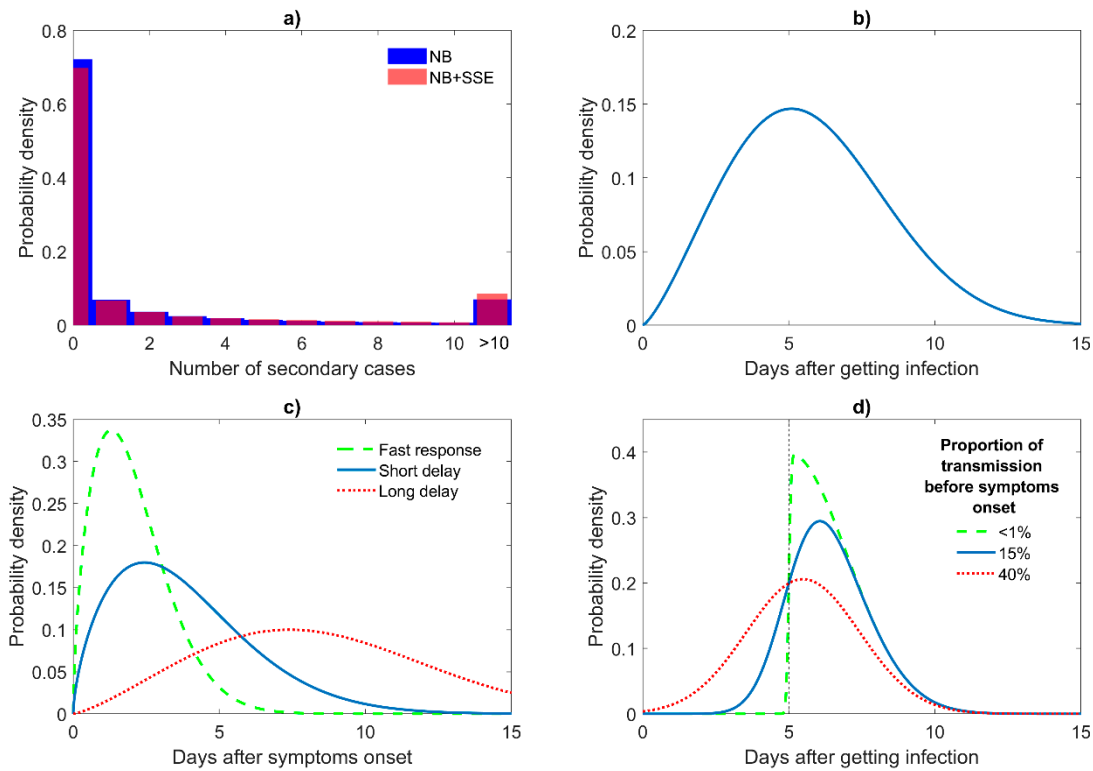 a)
Probability density
0.8
0.6
0.4
0.2
0
NB
NB+SSE
0 2 4 6 8 10 >10
Number of secondary cases
b)
Probability density
0.2
0.15
0.1
0.05
0
0 5 10 15
Days after getting infection
c)
Probability density
0.35
0.3
0.25
0.2
0.15
0.1
0.05
0
Fast response
Short delay
Long delay
0 5 10 15
Days after symptoms onset
d)
Probability density
0.4
0.3
0.2
0.1
0
Proportion of
transmission
before symptoms
onset
<1%
15%
40%
0 5 10 15
Days after getting infection